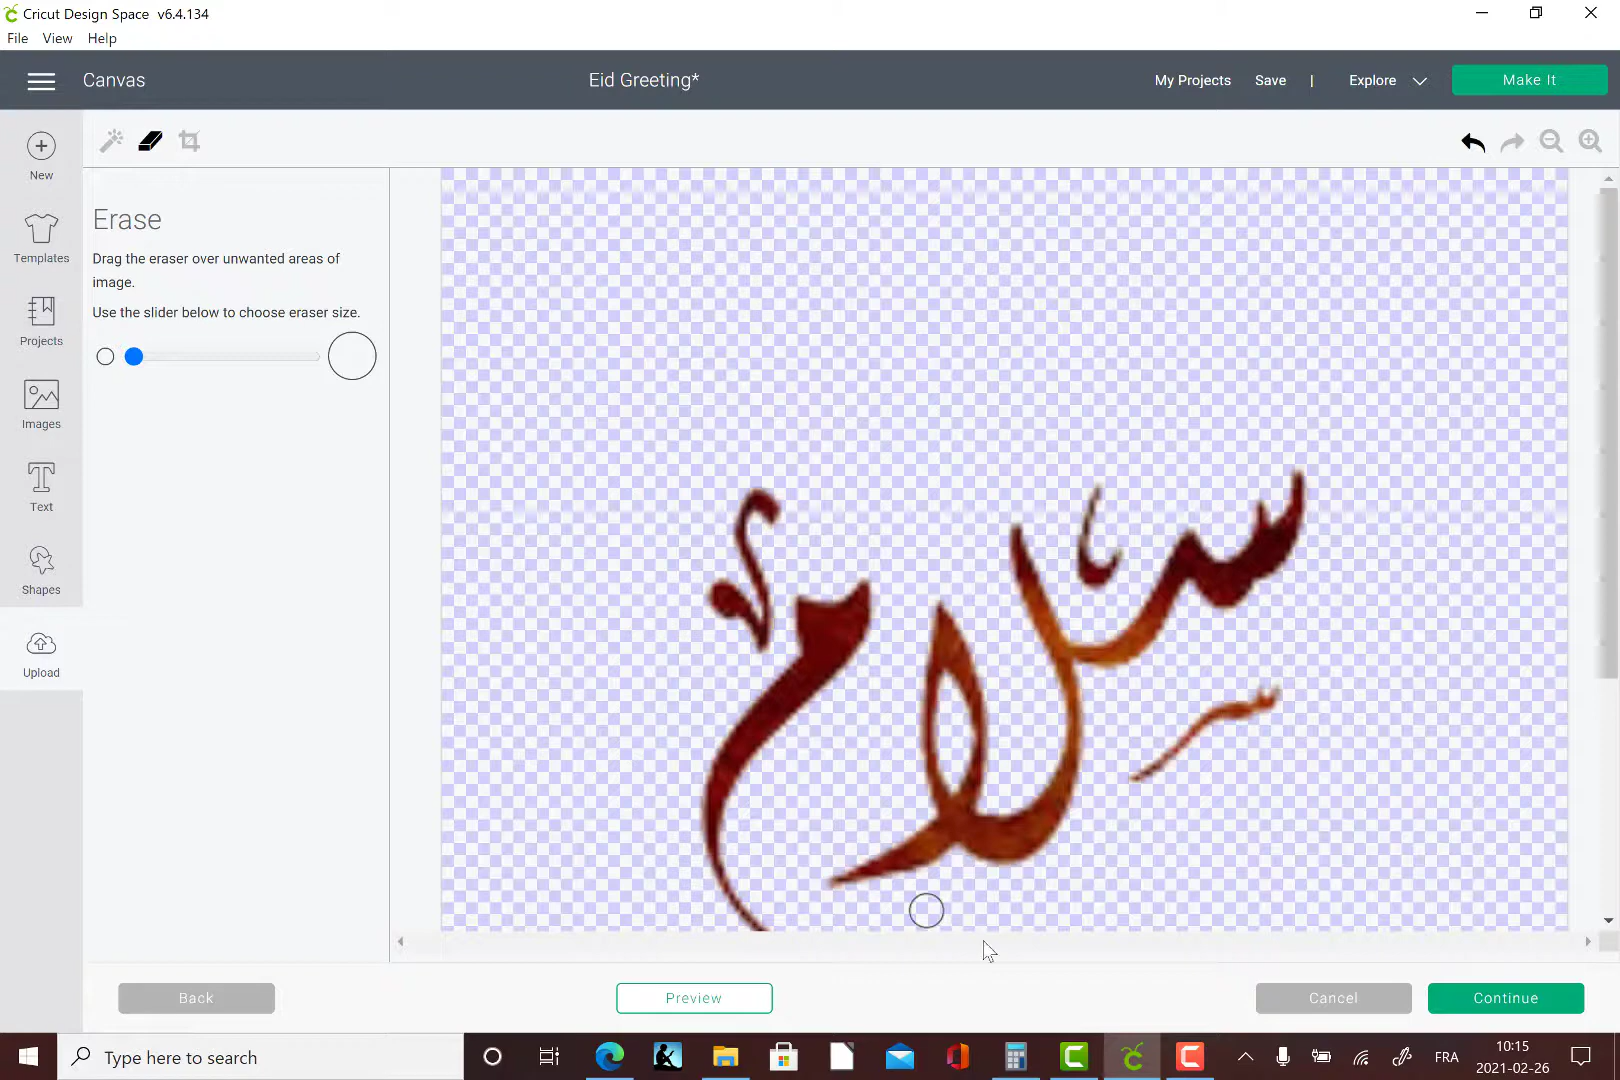 Cricut Design Space v6.4.134
File View Help
Canvas
Eid Greeting*
My Projects Save | Explore
Make It
New
Templates
Projects
Images
Text
Shapes
Upload
Erase
Drag the eraser over unwanted areas of
image.
Use the slider below to choose eraser size.
سلام
Back
Preview
Cancel
Continue
Type here to search
FRA
10:15
2021-02-26